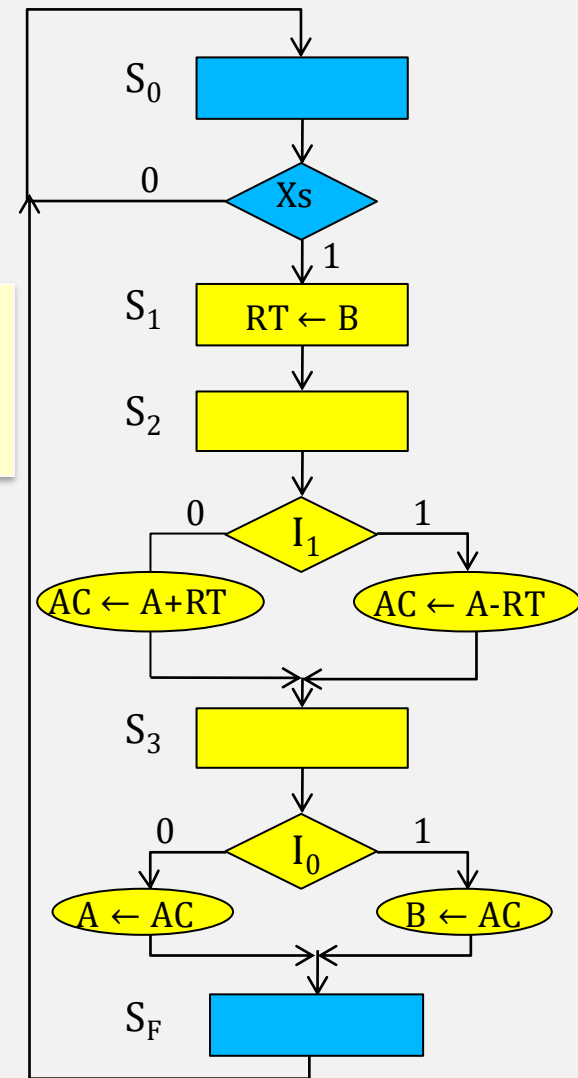 S₀
0
Xs
1
S₁
RT ← B
S₂
0
I₁
1
AC ← A+RT
AC ← A-RT
S₃
0
I₀
1
A ← AC
B ← AC
S_F